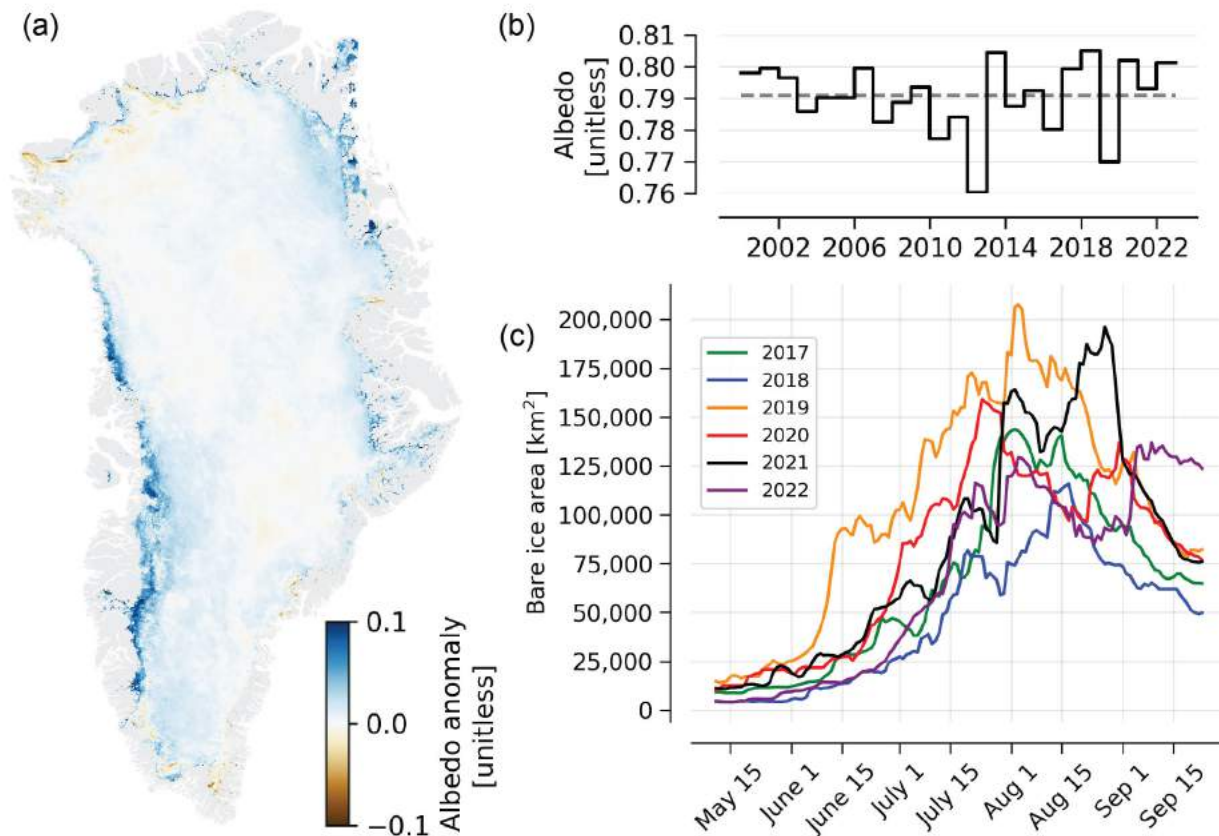 (a)
0.1
0.0
−0.1
Albedo anomaly
[unitless]
(b)
0.81
0.80
0.79
0.78
0.77
0.76
Albedo
[unitless]
2002 2006 2010 2014 2018 2022
(c)
200,000
175,000
150,000
125,000
100,000
75,000
50,000
25,000
0
Bare ice area [km²]
2017
2018
2019
2020
2021
2022
May 15 June 1 June 15 July 1 July 15 Aug 1 Aug 15 Sep 1 Sep 15